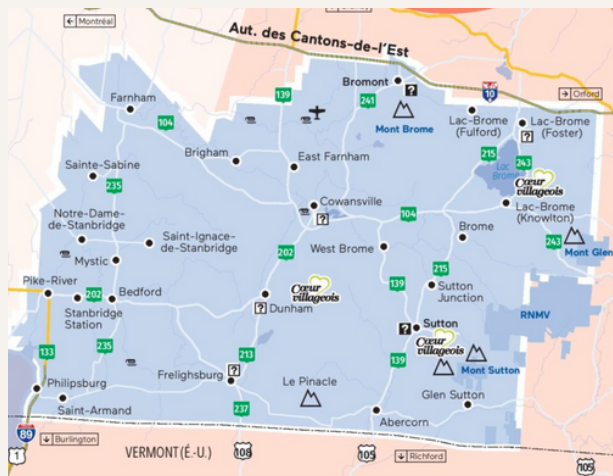 ← Montréal
Aut. des Cantons-de-l'Est
→ Orford
10
Bromont
?
139
241
Farnham
104
Mont Brome
Lac-Brome
(Fulford)
Lac-Brome
(Foster)
?
Brigham
East Farnham
215
243
Sainte-Sabine
235
Lac
Brome
Cœur
villageois
Cowansville
?
104
Lac-Brome
(Knowlton)
Notre-Dame-
de-Stanbridge
Saint-Ignace-
de-Stanbridge
202
West Brome
Brome
243
Mont Glen
Mystic
215
Pike-River
139
Sutton
Junction
202
Bedford
Cœur
villageois
RNMV
Stanbridge
Station
?
Dunham
?
Sutton
Cœur
villageois
133
235
213
139
Mont Sutton
?
Frelighsburg
Philipsburg
Le Pinacle
Glen Sutton
Saint-Armand
237
Abercorn
89
1
↓ Burlington
VERMONT (É.-U.)
108
105
↓ Richford
105